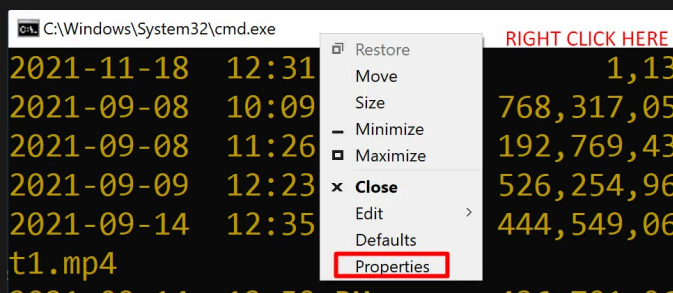 C:\Windows\System32\cmd.exe
RIGHT CLICK HERE
Restore
Move
Size
Minimize
Maximize
Close
Edit
Defaults
Properties
2021-11-18 12:31 1,13
2021-09-08 10:09 768,317,05
2021-09-08 11:26 192,769,43
2021-09-09 12:23 526,254,96
2021-09-14 12:35 444,549,06
t1.mp4